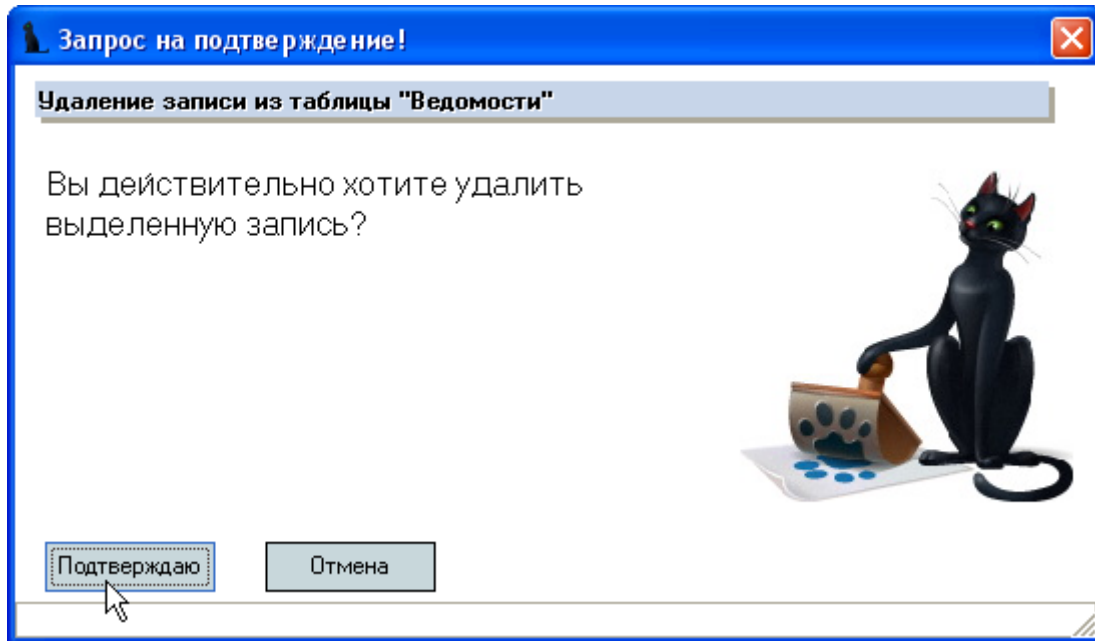 Запрос на подтверждение!
Удаление записи из таблицы "Ведомости"
Вы действительно хотите удалить
выделенную запись?
Подтверждаю
Отмена